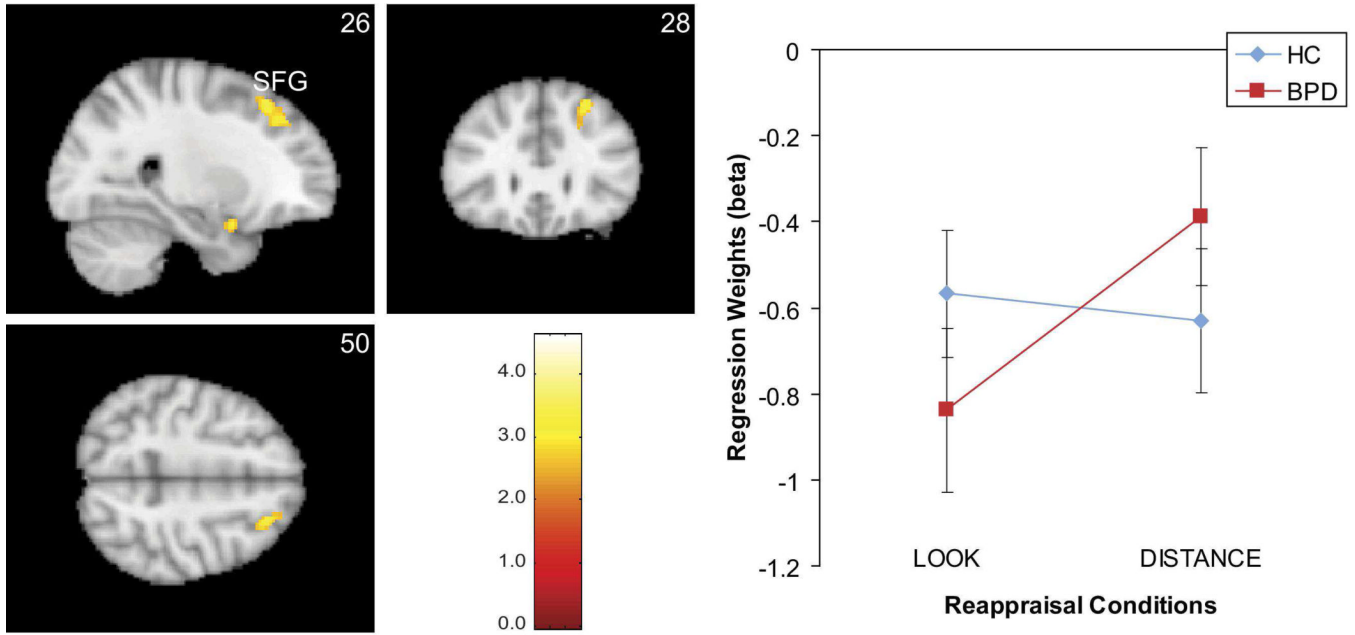 26
SFG
28
50
4.0
3.0
2.0
1.0
0.0
HC
BPD
0
-0.2
-0.4
-0.6
-0.8
-1
-1.2
Regression Weights (beta)
LOOK DISTANCE
Reappraisal Conditions